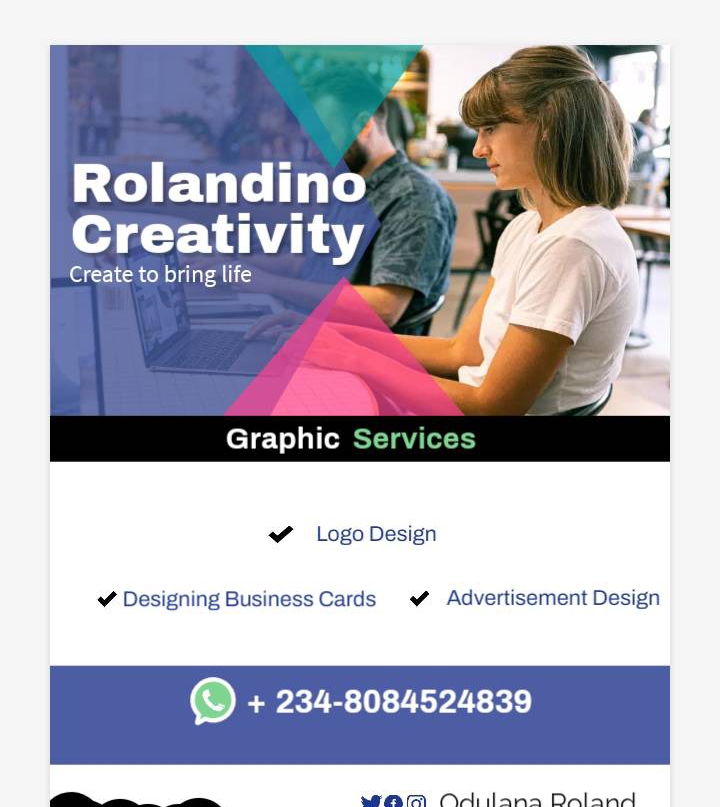 Rolandino
Creativity
Create to bring life
Graphic Services
Logo Design
Designing Business Cards
Advertisement Design
+ 234-8084524839
Odulana Roland